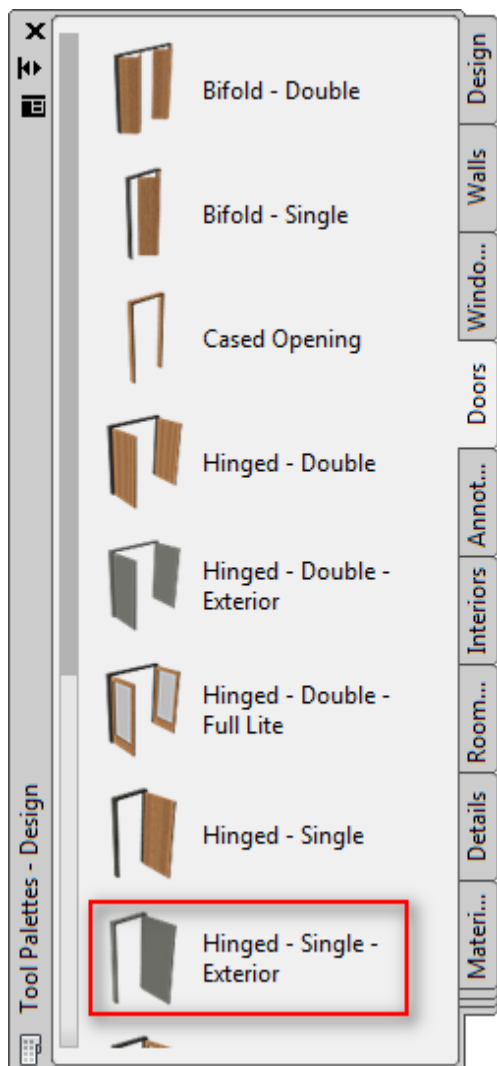 Bifold - Double
Bifold - Single
Cased Opening
Hinged - Double
Hinged - Double -
Exterior
Hinged - Double -
Full Lite
Hinged - Single
Hinged - Single -
Exterior
Design
Walls
Windo...
Doors
Annot...
Interiors
Room...
Details
Materi...
Tool Palettes - Design